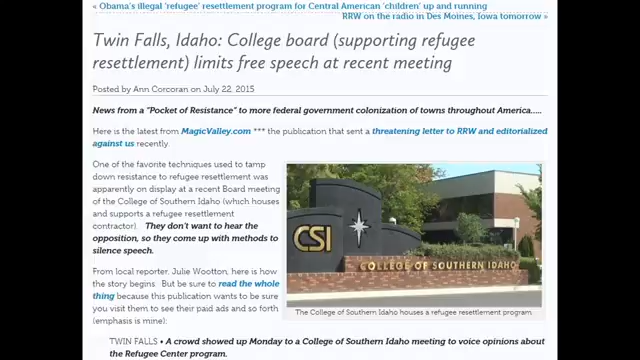 « Obama's illegal 'refugee' resettlement program for Central American 'children' up and running
RRW on the radio in Des Moines, Iowa tomorrow »
Twin Falls, Idaho: College board (supporting refugee
resettlement) limits free speech at recent meeting
Posted by Ann Corcoran on July 22, 2015
News from a "Pocket of Resistance" to more federal government colonization of towns throughout America.....
Here is the latest from MagicValley.com *** the publication that sent a threatening letter to RRW and editorialized
against us recently.
One of the favorite techniques used to tamp
down resistance to refugee resettlement was
apparently on display at a recent Board meeting
of the College of Southern Idaho (which houses
and supports a refugee resettlement
contractor). They don't want to hear the
opposition, so they come up with methods to
silence speech.
CSI
COLLEGE OF SOUTHERN IDAHO
The College of Southern Idaho houses a refugee resettlement program.
From local reporter, Julie Wootton, here is how
the story begins. But be sure to read the whole
thing because this publication wants to be sure
you visit them to see their paid ads and so forth
(emphasis is mine):
TWIN FALLS • A crowd showed up Monday to a College of Southern Idaho meeting to voice opinions about
the Refugee Center program.